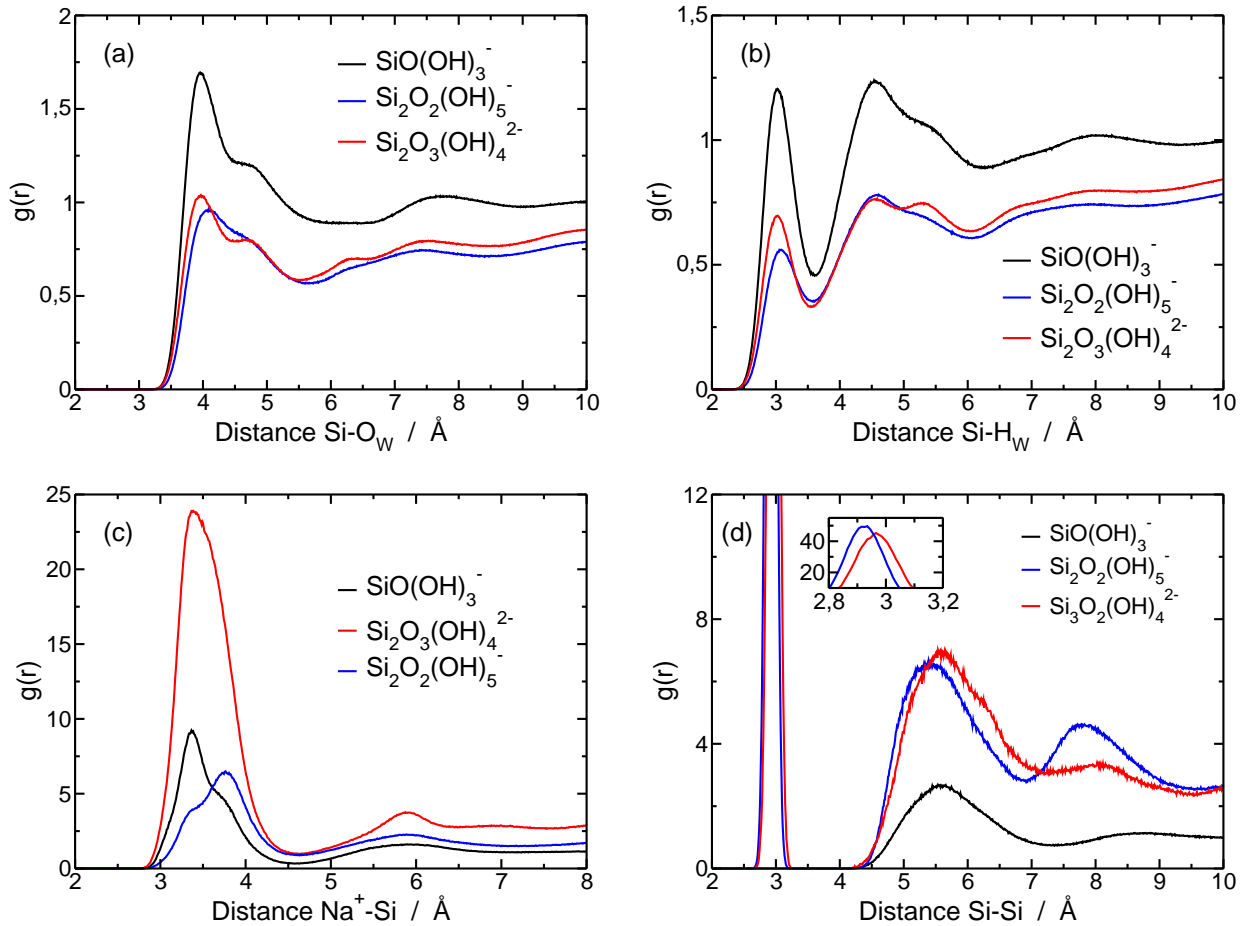 (a)
SiO(OH)₃⁻
Si₂O₂(OH)₅⁻
Si₂O₃(OH)₄²⁻
g(r)
2
1,5
1
0,5
0
2 3 4 5 6 7 8 9 10
Distance Si-O_W / Å
(b)
SiO(OH)₃⁻
Si₂O₂(OH)₅⁻
Si₂O₃(OH)₄²⁻
g(r)
1,5
1
0,5
0
2 3 4 5 6 7 8 9 10
Distance Si-H_W / Å
(c)
SiO(OH)₃⁻
Si₂O₃(OH)₄²⁻
Si₂O₂(OH)₅⁻
g(r)
25
20
15
10
5
0
2 3 4 5 6 7 8
Distance Na⁺-Si / Å
(d)
SiO(OH)₃⁻
Si₂O₂(OH)₅⁻
Si₃O₂(OH)₄²⁻
40
20
2,8 3 3,2
g(r)
12
8
4
0
2 3 4 5 6 7 8 9 10
Distance Si-Si / Å